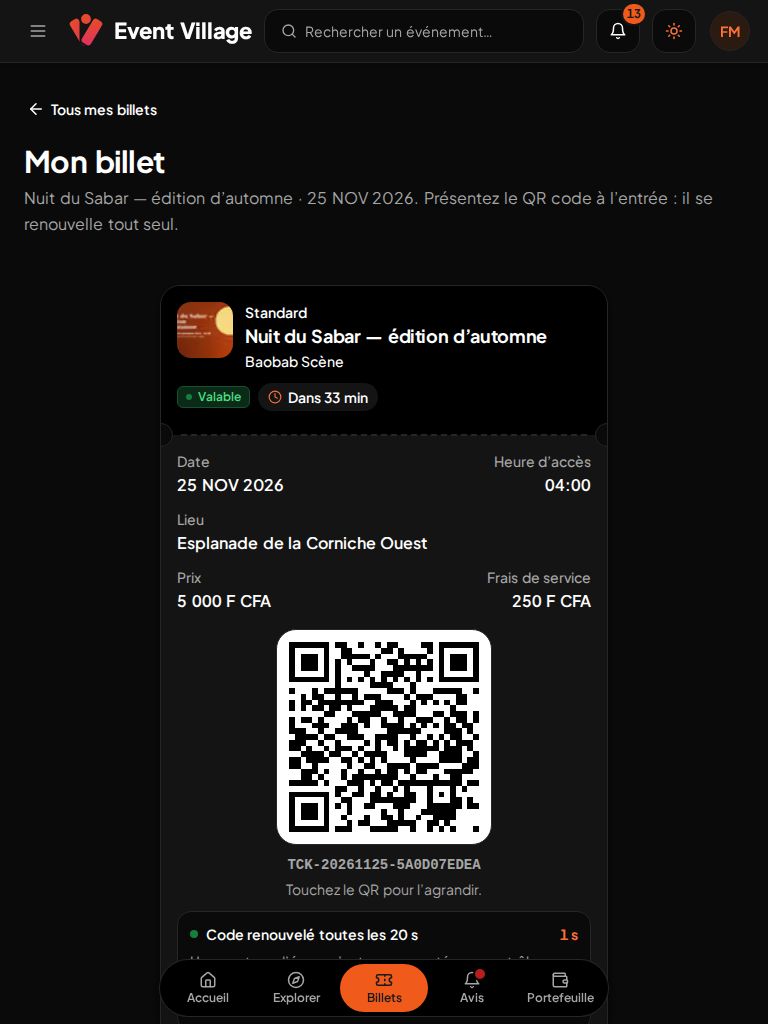 Event Village
Rechercher un événement…
13
FM
Tous mes billets
Mon billet
Nuit du Sabar — édition d’automne · 25 NOV 2026. Présentez le QR code à l’entrée : il se
renouvelle tout seul.
Standard
Nuit du Sabar — édition d’automne
Baobab Scène
Valable
Dans 33 min
Date
Heure d’accès
25 NOV 2026
04:00
Lieu
Esplanade de la Corniche Ouest
Prix
Frais de service
5 000 F CFA
250 F CFA
TCK-20261125-5A0D07EDEA
Touchez le QR pour l’agrandir.
Code renouvelé toutes les 20 s
1 s
Accueil
Explorer
Billets
Avis
Portefeuille